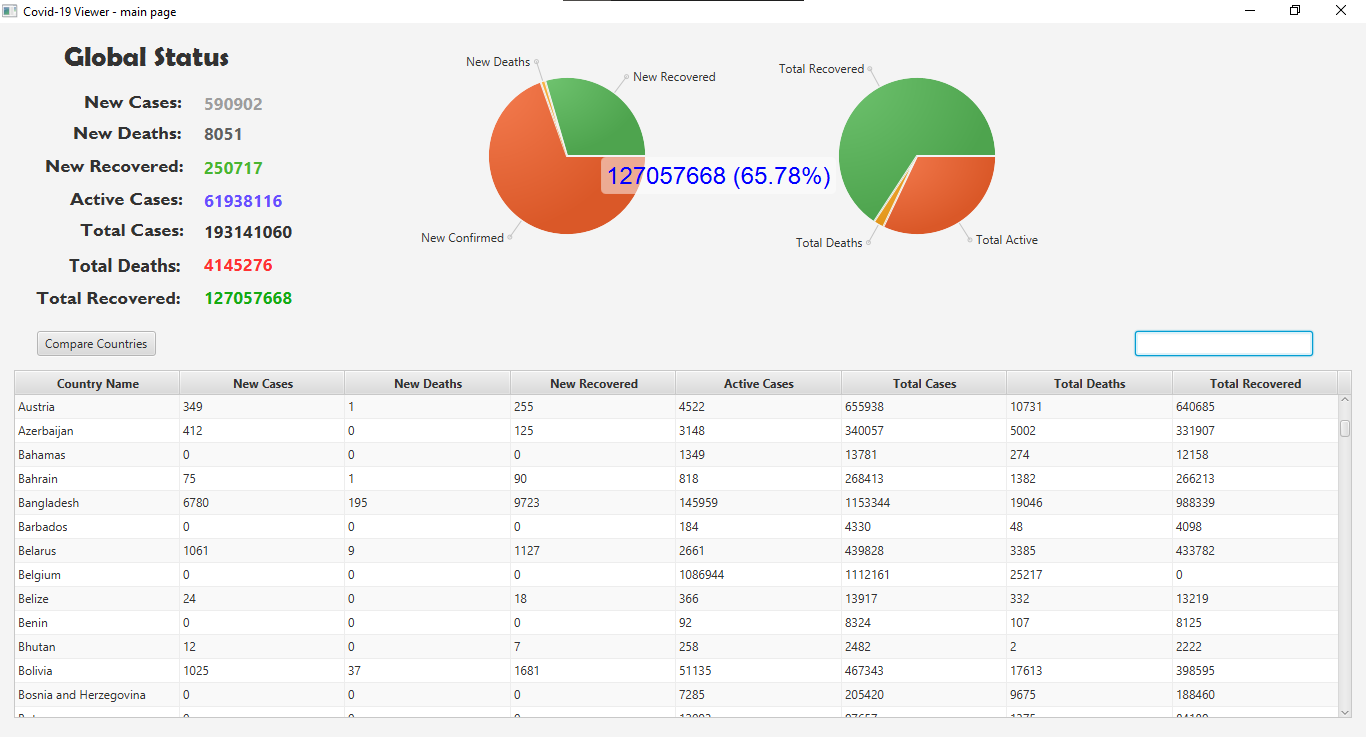 Covid-19 Viewer - main page
Global Status
New Cases: 590902
New Deaths: 8051
New Recovered: 250717
Active Cases: 61938116
Total Cases: 193141060
Total Deaths: 4145276
Total Recovered: 127057668
New Deaths
New Recovered
New Confirmed
127057668 (65.78%)
Total Recovered
Total Deaths
Total Active
Compare Countries
Country Name New Cases New Deaths New Recovered Active Cases Total Cases Total Deaths Total Recovered
Austria 349 1 255 4522 655938 10731 640685
Azerbaijan 412 0 125 3148 340057 5002 331907
Bahamas 0 0 0 1349 13781 274 12158
Bahrain 75 1 90 818 268413 1382 266213
Bangladesh 6780 195 9723 145959 1153344 19046 988339
Barbados 0 0 0 184 4330 48 4098
Belarus 1061 9 1127 2661 439828 3385 433782
Belgium 0 0 0 1086944 1112161 25217 0
Belize 24 0 18 366 13917 332 13219
Benin 0 0 0 92 8324 107 8125
Bhutan 12 0 7 258 2482 2 2222
Bolivia 1025 37 1681 51135 467343 17613 398595
Bosnia and Herzegovina 0 0 0 7285 205420 9675 188460